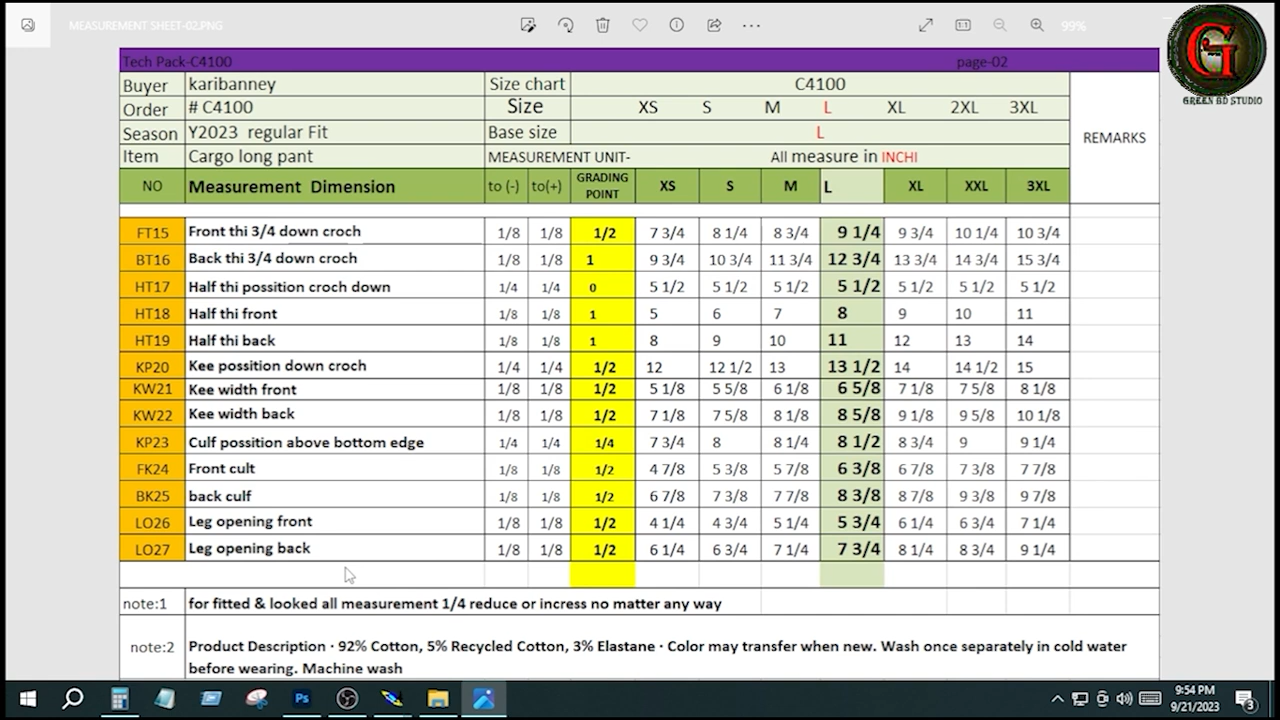 MEASUREMENT SHEET-02.PNG
99%
G
GREEN BD STUDIO
Tech Pack-C4100 page-02
Buyer karibanney Size chart C4100
Order # C4100 Size XS S M L XL 2XL 3XL
Season Y2023 regular Fit Base size L
REMARKS
Item Cargo long pant MEASUREMENT UNIT- All measure in INCHI
NO Measurement Dimension to (-) to(+) GRADING POINT XS S M L XL XXL 3XL
FT15 Front thi 3/4 down croch 1/8 1/8 1/2 7 3/4 8 1/4 8 3/4 9 1/4 9 3/4 10 1/4 10 3/4
BT16 Back thi 3/4 down croch 1/8 1/8 1 9 3/4 10 3/4 11 3/4 12 3/4 13 3/4 14 3/4 15 3/4
HT17 Half thi possition croch down 1/4 1/4 0 5 1/2 5 1/2 5 1/2 5 1/2 5 1/2 5 1/2 5 1/2
HT18 Half thi front 1/8 1/8 1 5 6 7 8 9 10 11
HT19 Half thi back 1/8 1/8 1 8 9 10 11 12 13 14
KP20 Kee possition down croch 1/4 1/4 1/2 12 12 1/2 13 13 1/2 14 14 1/2 15
KW21 Kee width front 1/8 1/8 1/2 5 1/8 5 5/8 6 1/8 6 5/8 7 1/8 7 5/8 8 1/8
KW22 Kee width back 1/8 1/8 1/2 7 1/8 7 5/8 8 1/8 8 5/8 9 1/8 9 5/8 10 1/8
KP23 Culf possition above bottom edge 1/4 1/4 1/4 7 3/4 8 8 1/4 8 1/2 8 3/4 9 9 1/4
FK24 Front cult 1/8 1/8 1/2 4 7/8 5 3/8 5 7/8 6 3/8 6 7/8 7 3/8 7 7/8
BK25 back culf 1/8 1/8 1/2 6 7/8 7 3/8 7 7/8 8 3/8 8 7/8 9 3/8 9 7/8
LO26 Leg opening front 1/8 1/8 1/2 4 1/4 4 3/4 5 1/4 5 3/4 6 1/4 6 3/4 7 1/4
LO27 Leg opening back 1/8 1/8 1/2 6 1/4 6 3/4 7 1/4 7 3/4 8 1/4 8 3/4 9 1/4
note:1 for fitted & looked all measurement 1/4 reduce or incress no matter any way
note:2 Product Description · 92% Cotton, 5% Recycled Cotton, 3% Elastane · Color may transfer when new. Wash once separately in cold water
before wearing. Machine wash
Ps
9:54 PM
9/21/2023
3